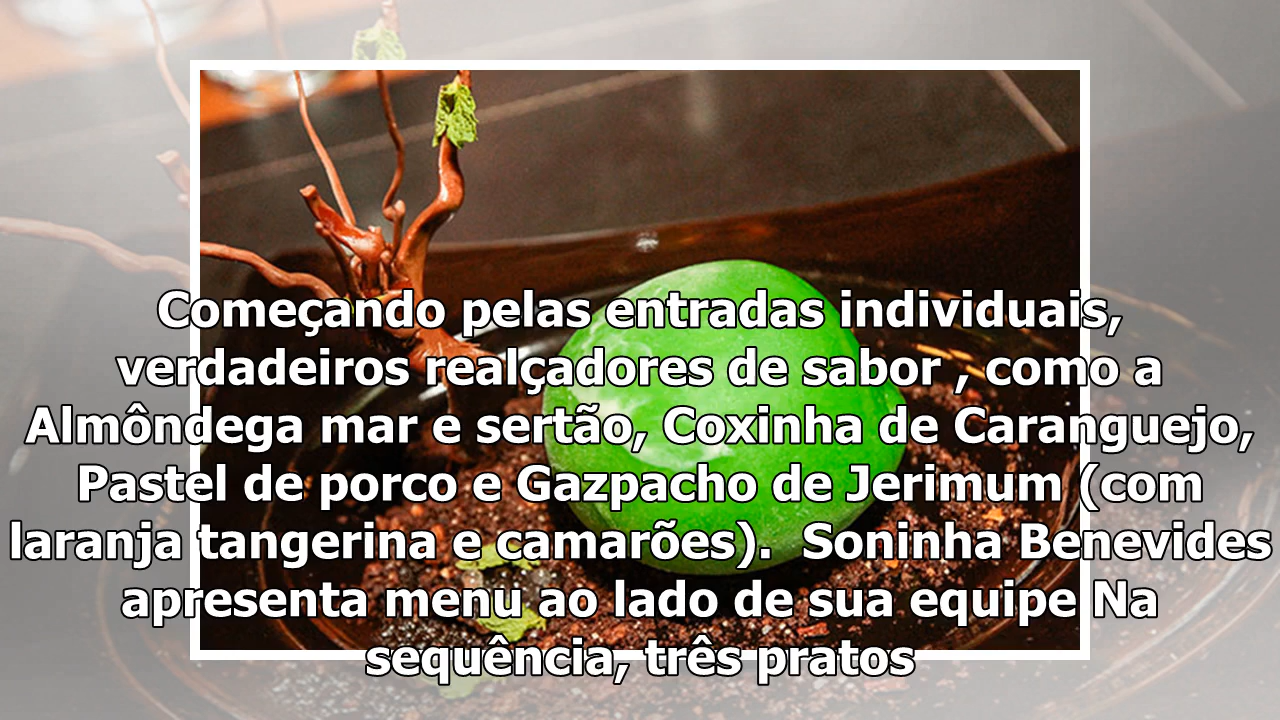 Começando pelas entradas individuais,
verdadeiros realçadores de sabor , como a
Almôndega mar e sertão, Coxinha de Caranguejo,
Pastel de porco e Gazpacho de Jerimum (com
laranja tangerina e camarões).  Soninha Benevides
apresenta menu ao lado de sua equipe Na
sequência, três pratos